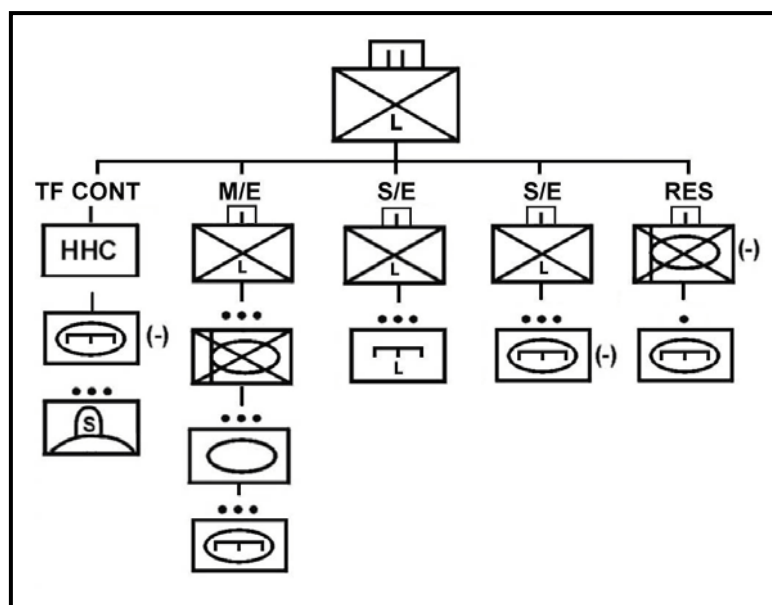 L
TF CONT M/E S/E S/E RES
HHC L L L (-)
(-) L (-)
S